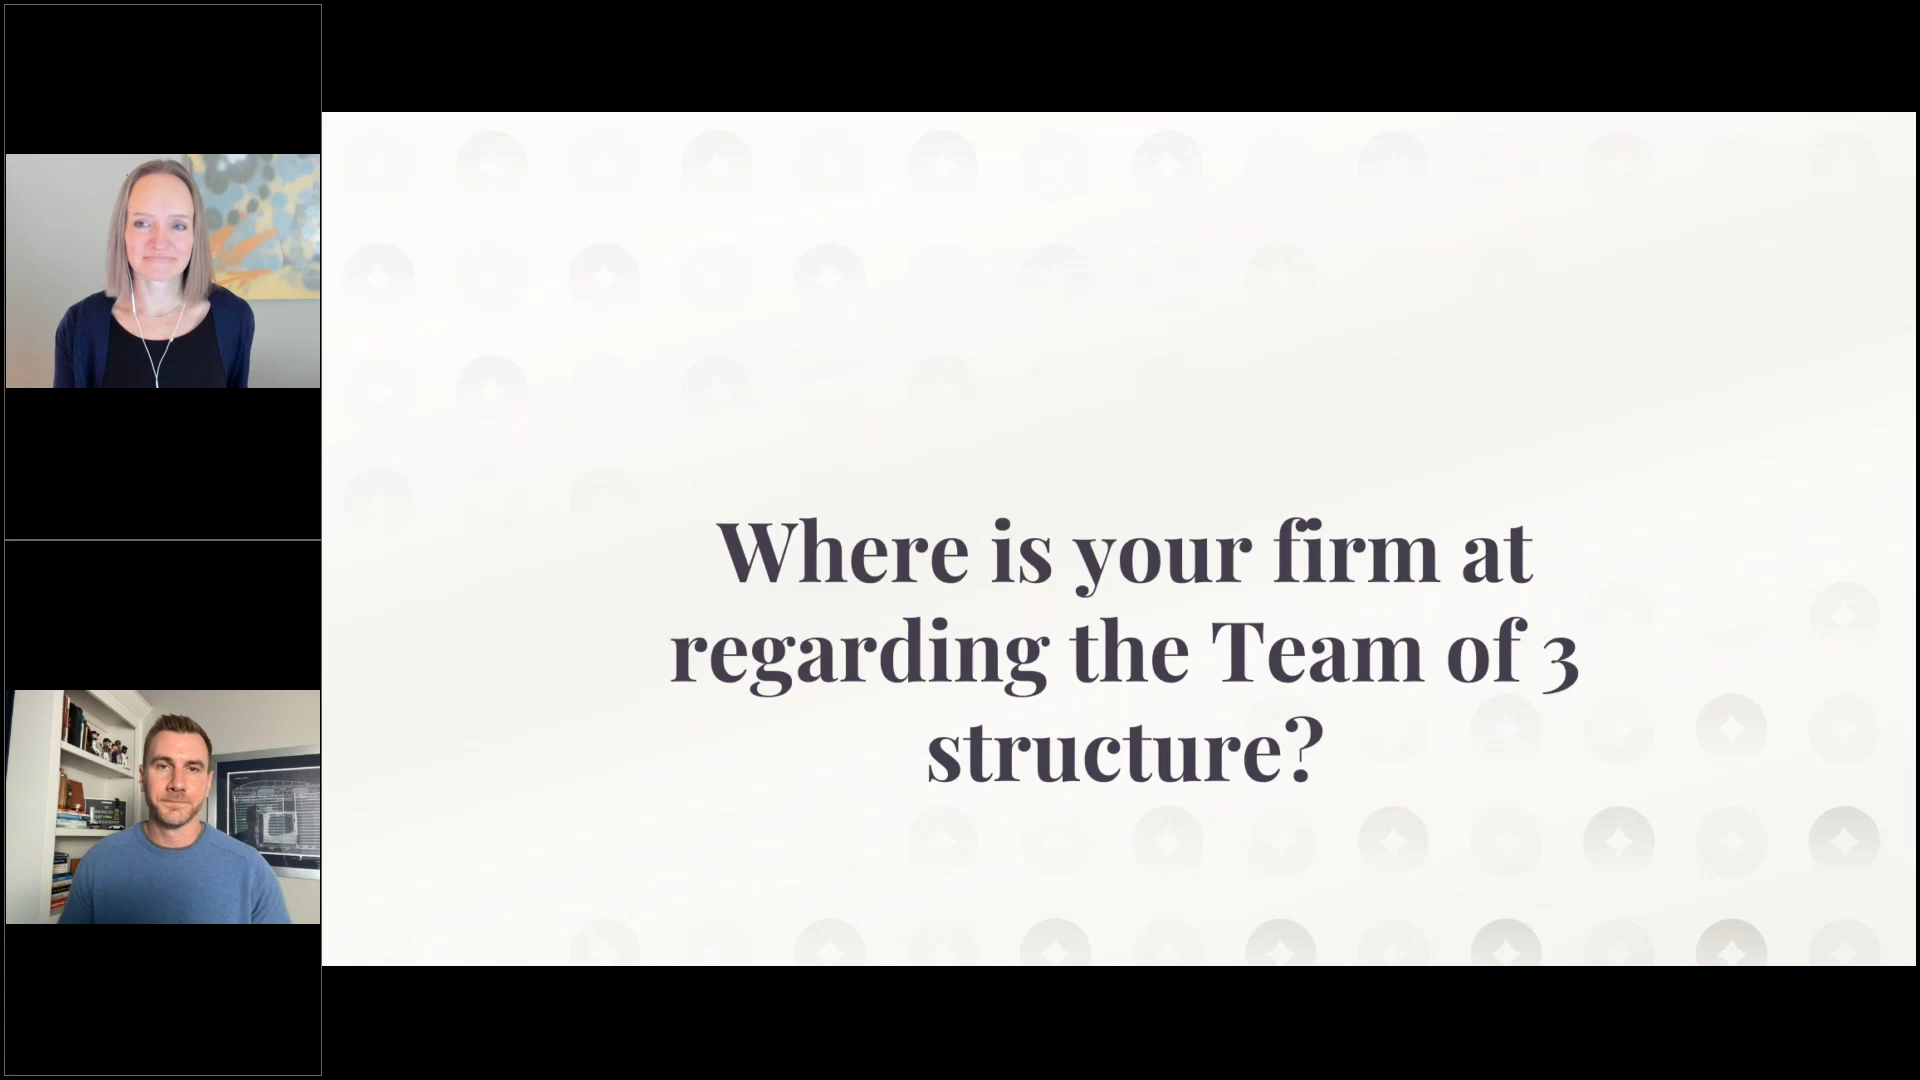 Where is your firm at
regarding the Team of 3
structure?